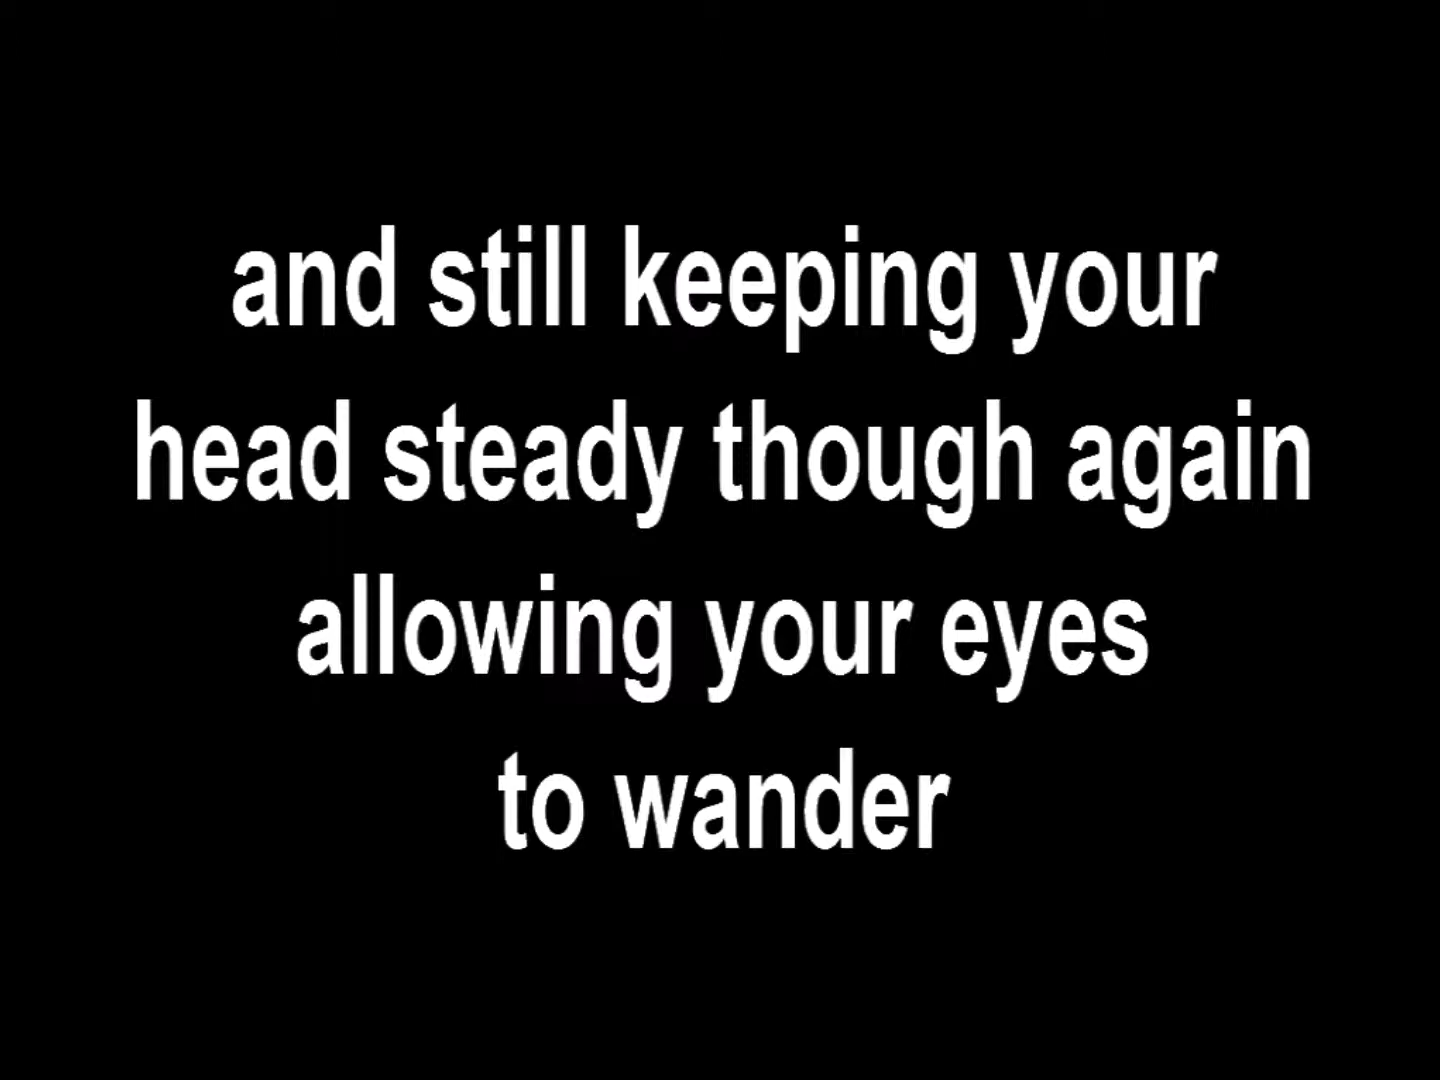 and still keeping your
head steady though again
allowing your eyes
to wander